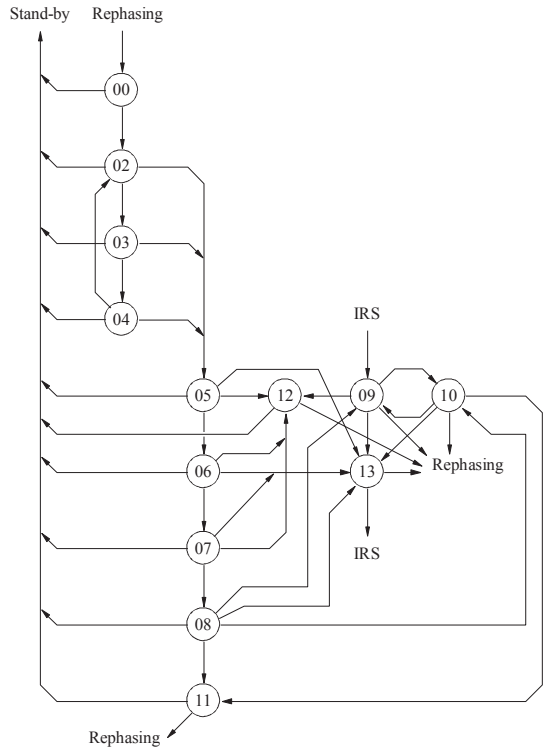 Stand-by Rephasing
00
02
03
04
IRS
05 12 09 10
Rephasing
06 13
07
IRS
08
11
Rephasing